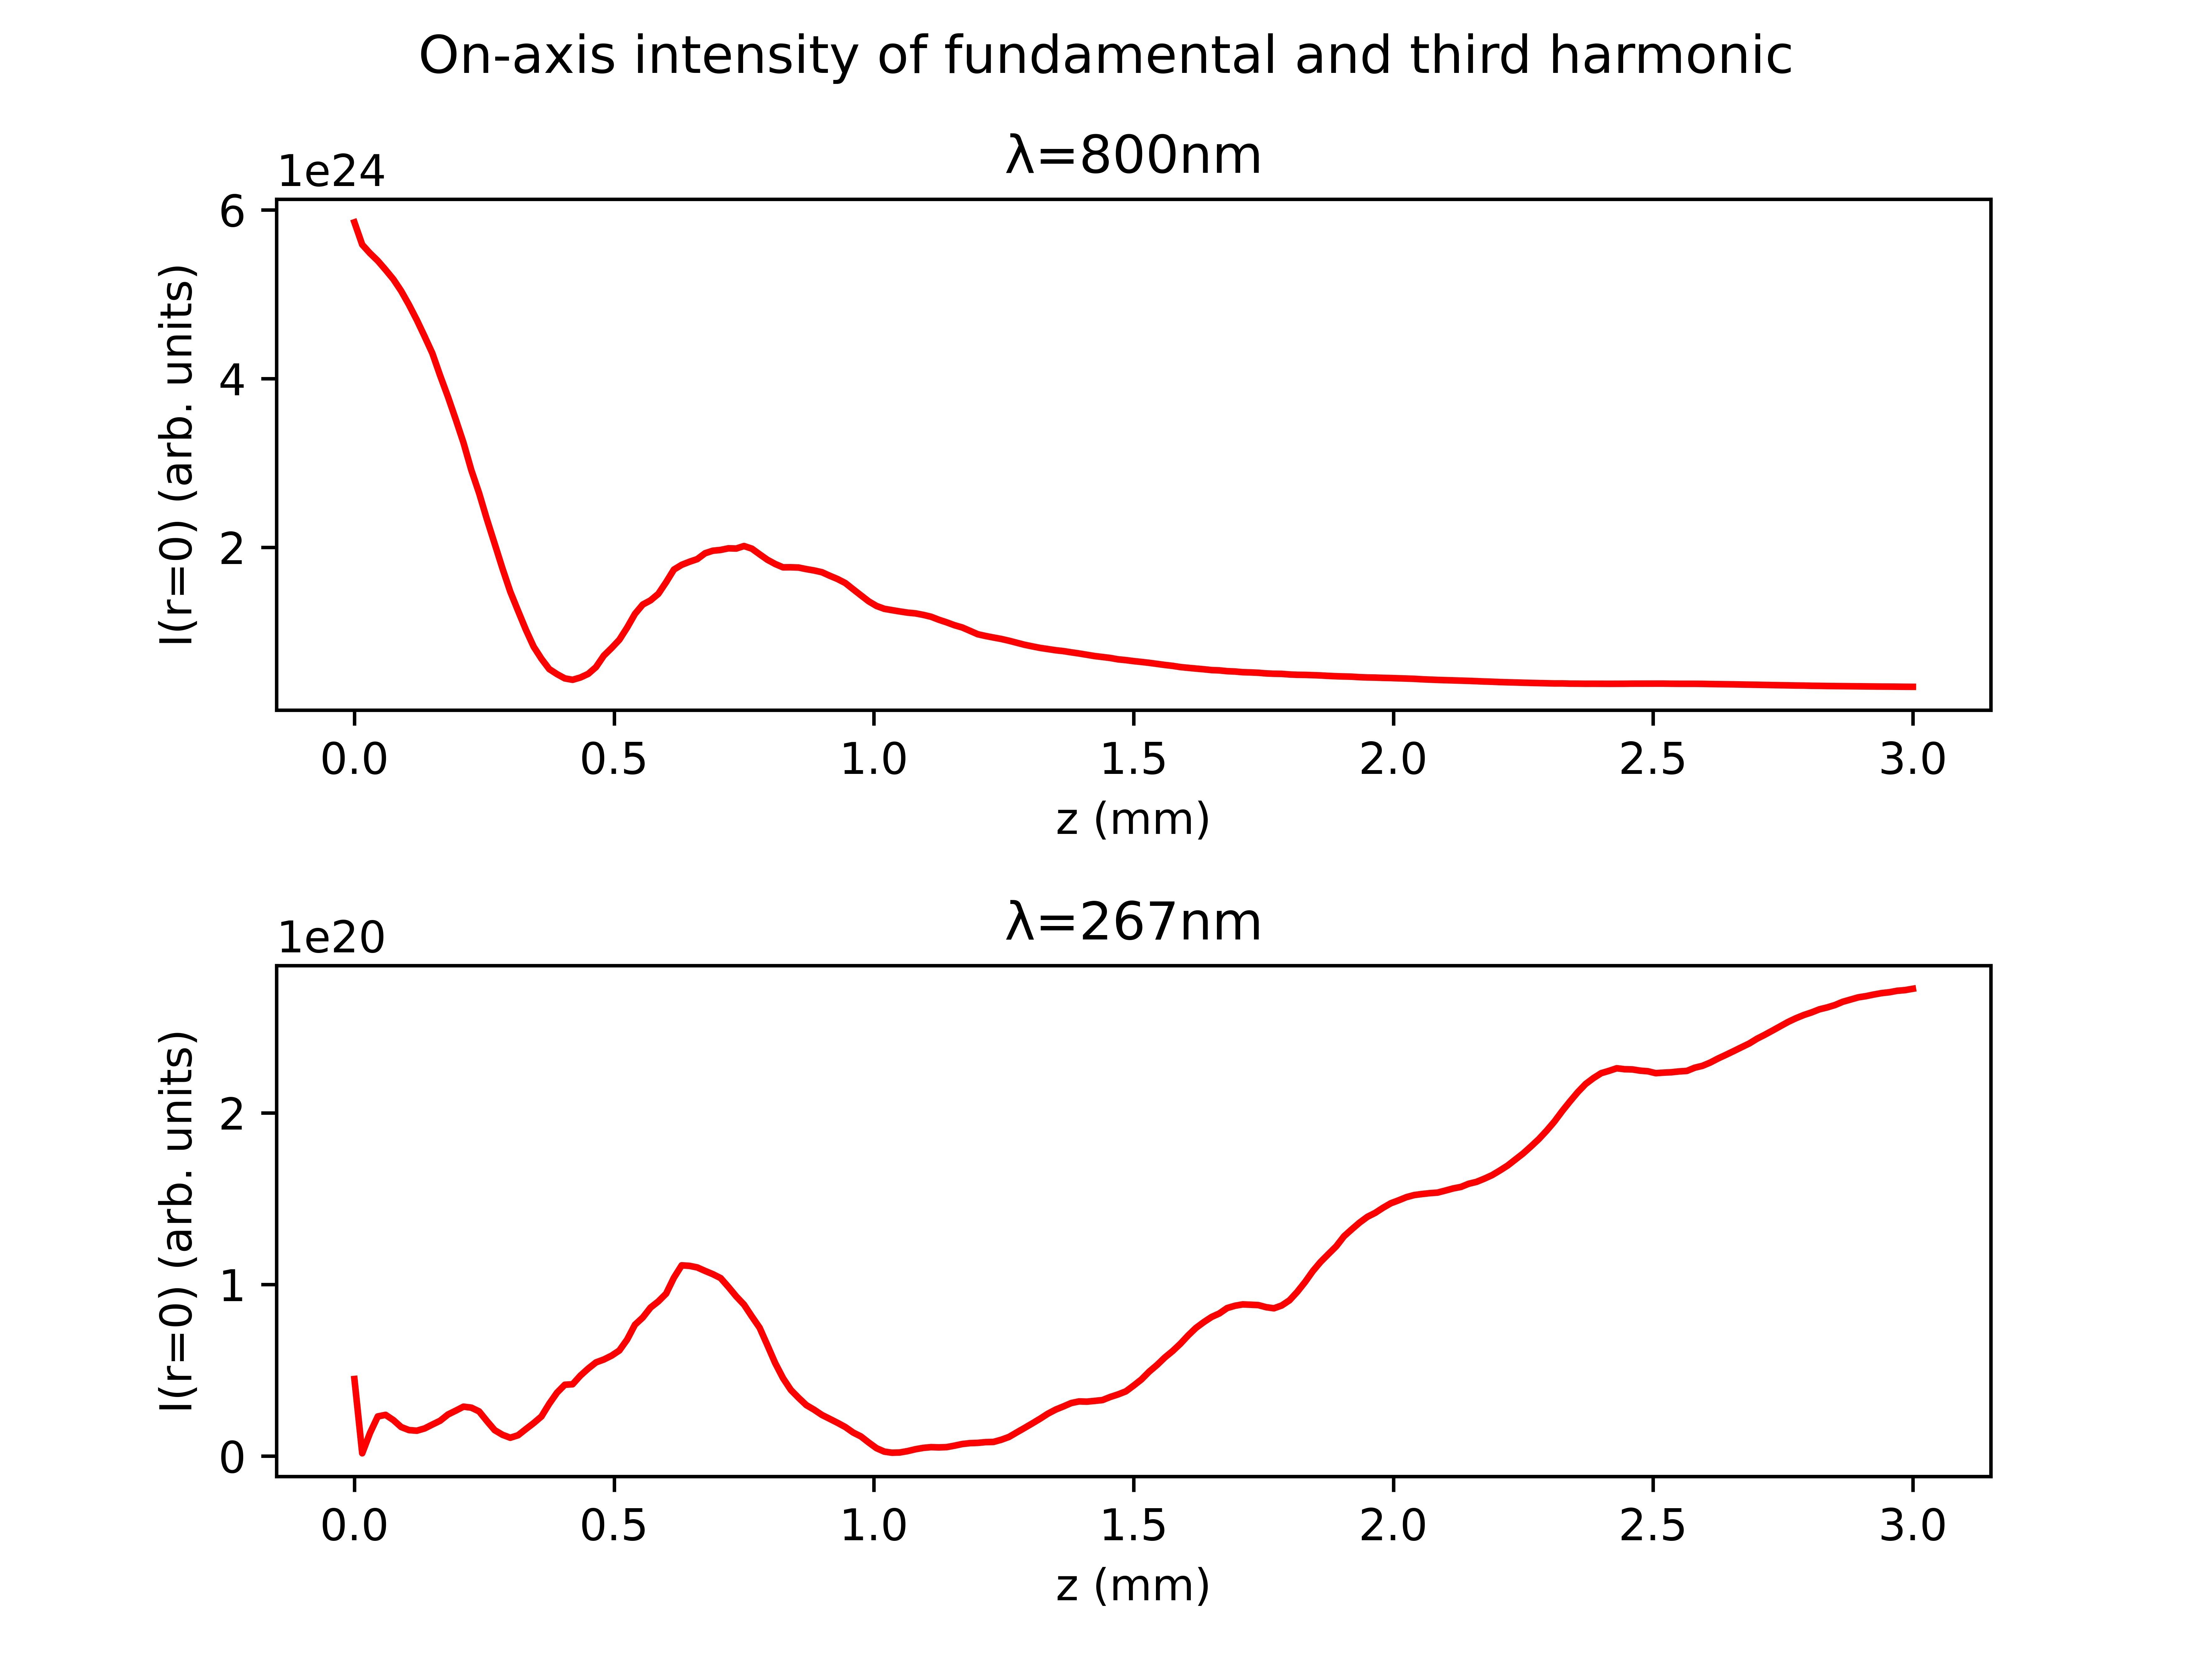 On-axis intensity of fundamental and third harmonic
λ=800nm
1e24
6
4
2
I(r=0) (arb. units)
0.0 0.5 1.0 1.5 2.0 2.5 3.0
z (mm)
λ=267nm
1e20
2
1
0
I(r=0) (arb. units)
0.0 0.5 1.0 1.5 2.0 2.5 3.0
z (mm)